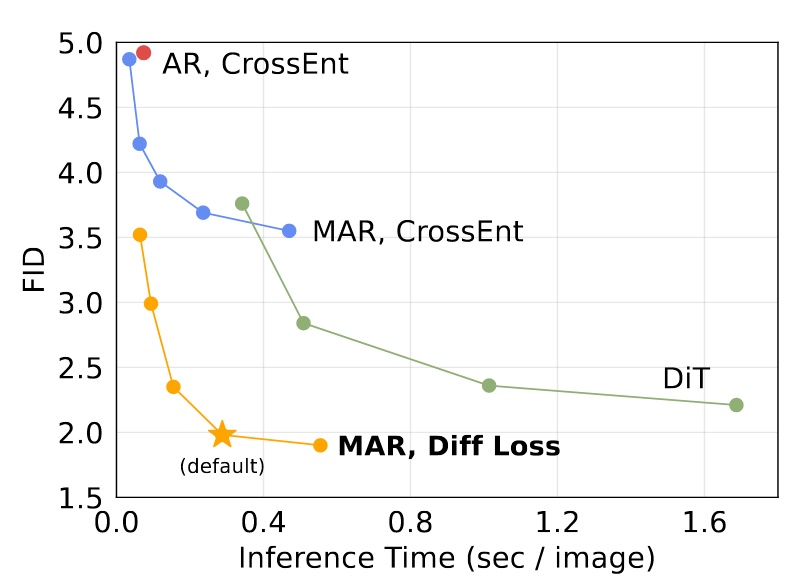 5.0
AR, CrossEnt
4.5
4.0
MAR, CrossEnt
3.5
FID
3.0
2.5
DiT
2.0
MAR, Diff Loss
(default)
1.5
0.0 0.4 0.8 1.2 1.6
Inference Time (sec / image)